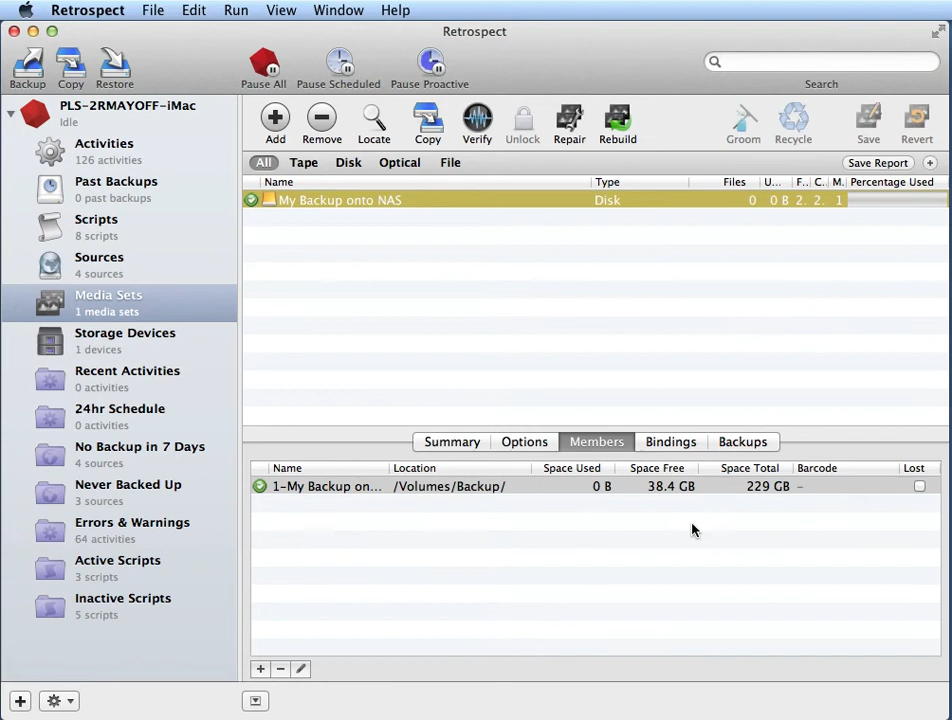 Retrospect File Edit Run View Window Help
Retrospect
Backup Copy Restore Pause All Pause Scheduled Pause Proactive Search
PLS-2RMAYOFF-iMac
Idle
Activities
126 activities
Past Backups
0 past backups
Scripts
8 scripts
Sources
4 sources
Media Sets
1 media sets
Storage Devices
1 devices
Recent Activities
0 activities
24hr Schedule
0 activities
No Backup in 7 Days
4 sources
Never Backed Up
3 sources
Errors & Warnings
64 activities
Active Scripts
3 scripts
Inactive Scripts
5 scripts
Add Remove Locate Copy Verify Unlock Repair Rebuild Groom Recycle Save Revert
All Tape Disk Optical File Save Report
Name Type Files U... F... C... M. Percentage Used
My Backup onto NAS Disk 0 0 B 2. 2. 1
Summary Options Members Bindings Backups
Name Location Space Used Space Free Space Total Barcode Lost
1-My Backup on... /Volumes/Backup/ 0 B 38.4 GB 229 GB –